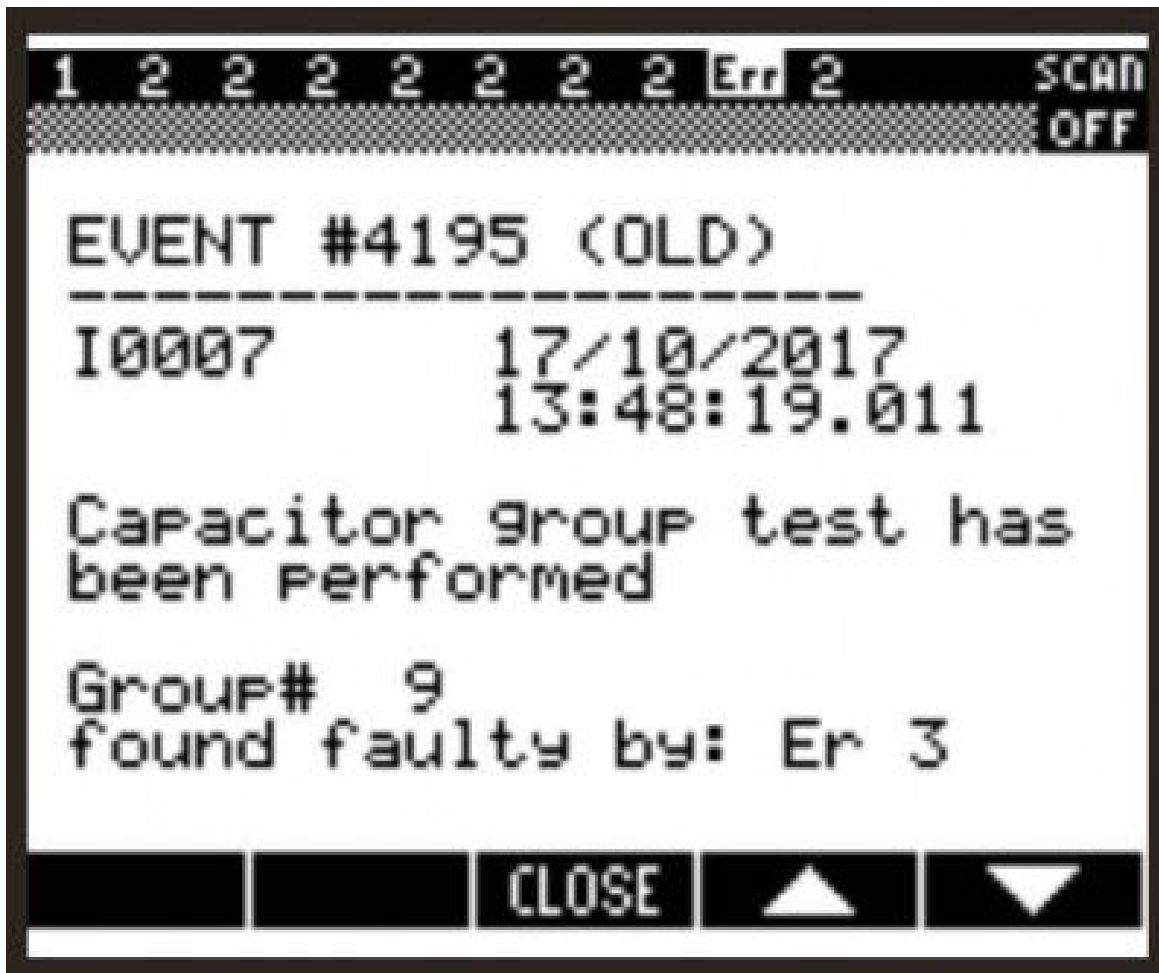 1 2 2 2 2 2 2 2 Err 2 SCAN
OFF
EVENT #4195 (OLD)
-------------------
I0007 17/10/2017
13:48:19.011
Capacitor group test has
been performed
Group# 9
found faulty by: Er 3
CLOSE